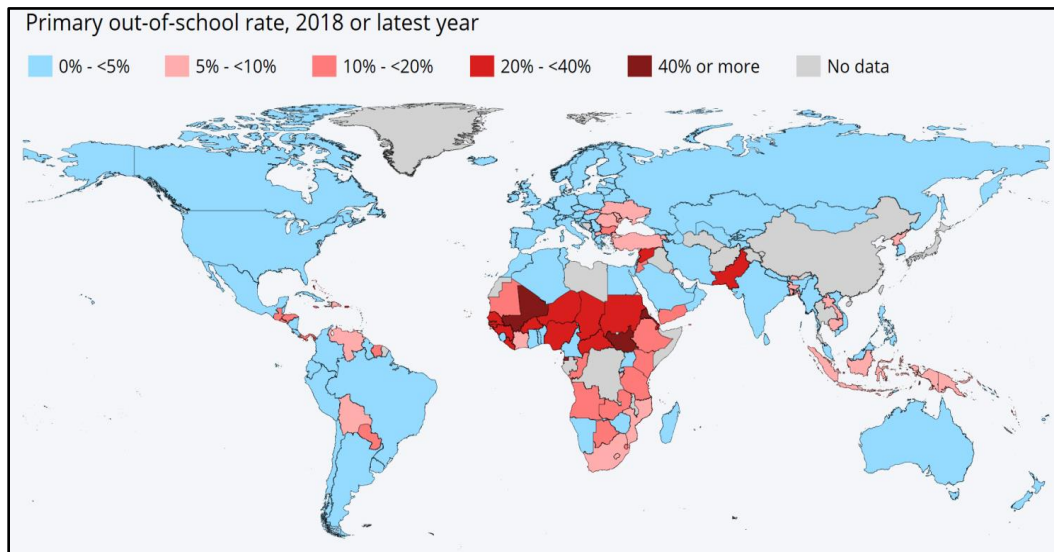 Primary out-of-school rate, 2018 or latest year
0% - <5% 5% - <10% 10% - <20% 20% - <40% 40% or more No data